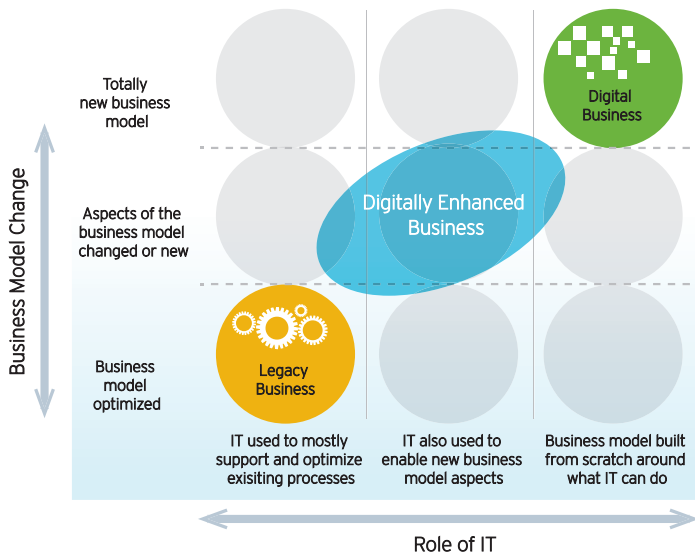 Totally
new business
model
Digital
Business
Business Model Change
Aspects of the
business model
changed or new
Digitally Enhanced
Business
Business
model
optimized
Legacy
Business
IT used to mostly
support and optimize
exisiting processes
IT also used to
enable new business
model aspects
Business model built
from scratch around
what IT can do
Role of IT